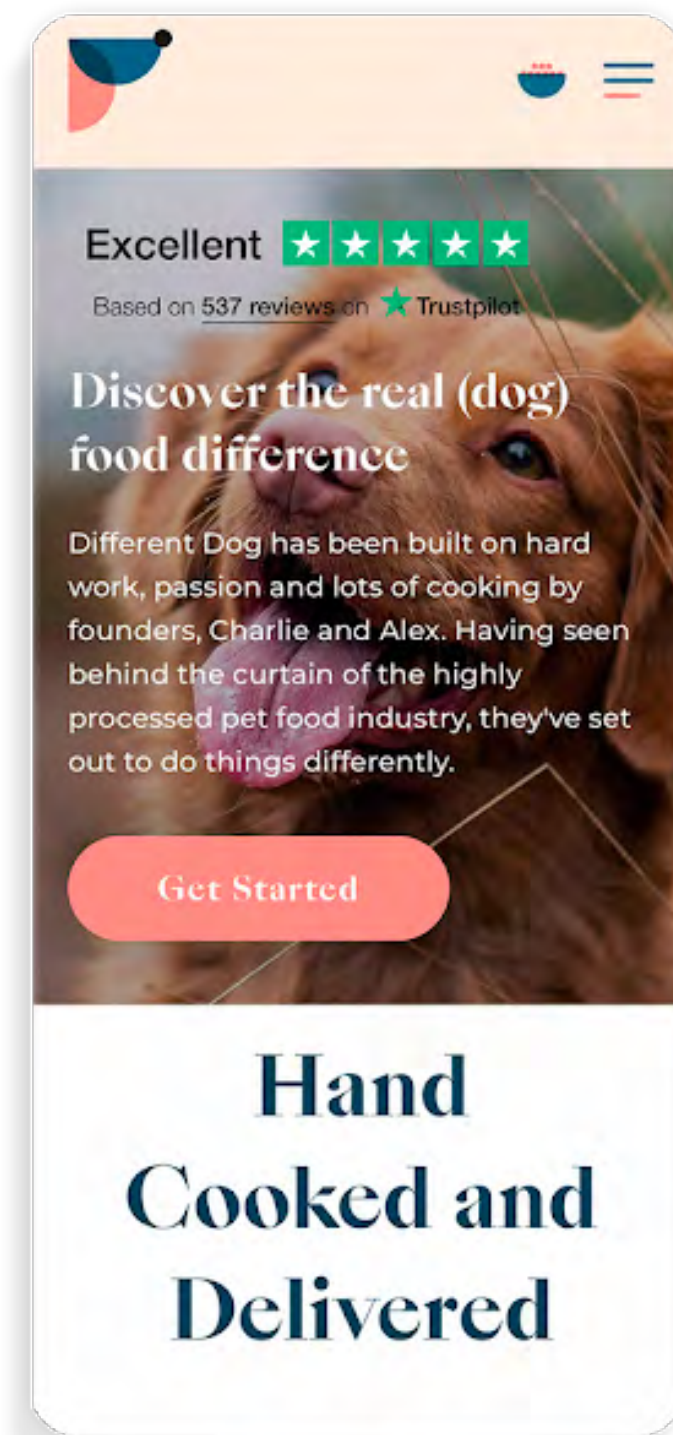 Excellent
Based on 537 reviews on Trustpilot
Discover the real (dog)
food difference
Different Dog has been built on hard
work, passion and lots of cooking by
founders, Charlie and Alex. Having seen
behind the curtain of the highly
processed pet food industry, they've set
out to do things differently.
Get Started
Hand
Cooked and
Delivered